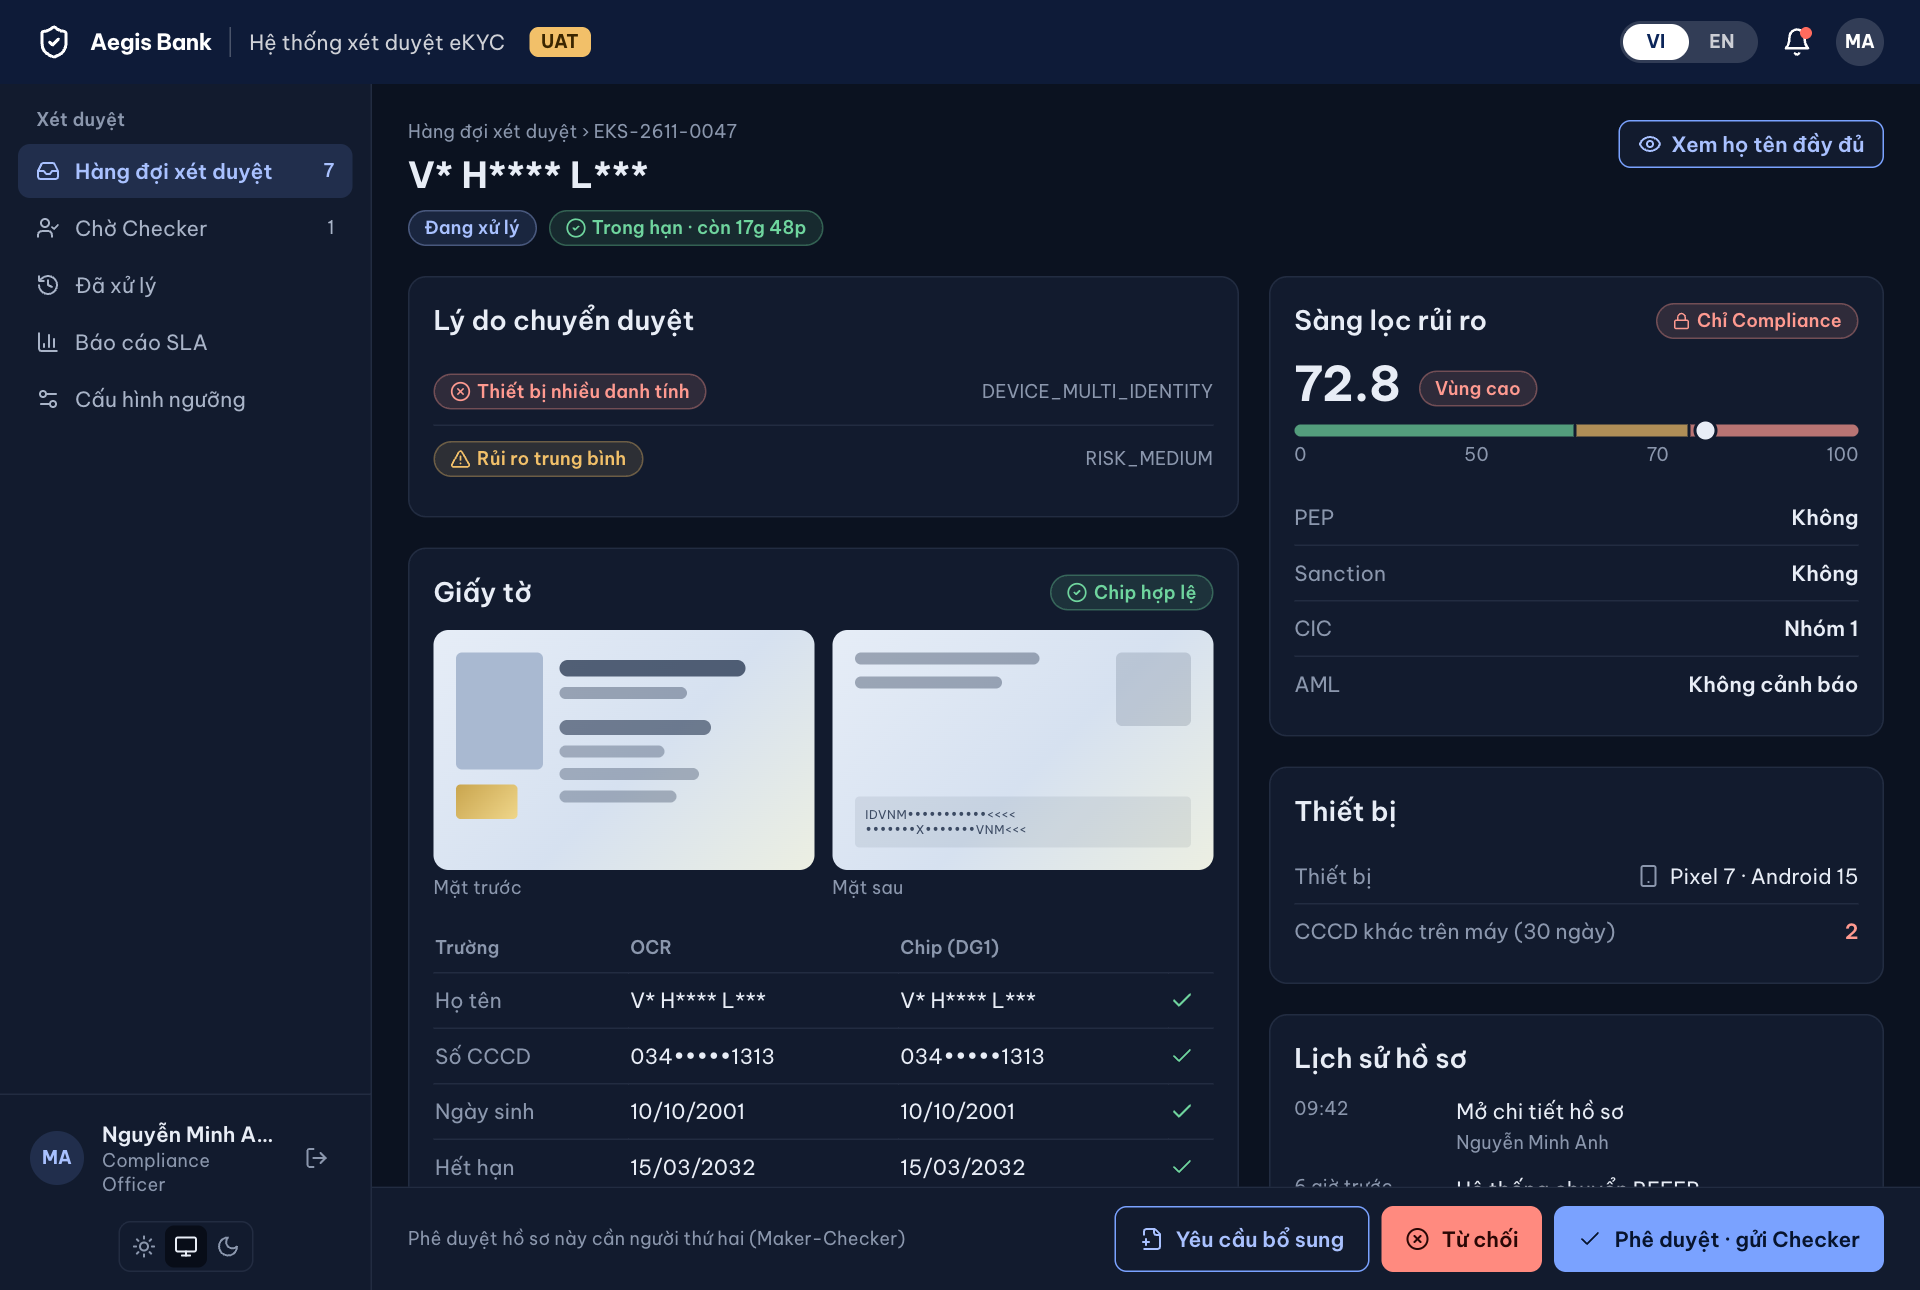 Aegis Bank
Hệ thống xét duyệt eKYC
UAT
VI
EN
MA
Xét duyệt
Hàng đợi xét duyệt 7
Chờ Checker 1
Đã xử lý
Báo cáo SLA
Cấu hình ngưỡng
Nguyễn Minh A...
MA
Compliance
Officer
Hàng đợi xét duyệt › EKS-2611-0047
V* H**** L***
Đang xử lý
Trong hạn · còn 17g 48p
Xem họ tên đầy đủ
Lý do chuyển duyệt
Thiết bị nhiều danh tính DEVICE_MULTI_IDENTITY
Rủi ro trung bình RISK_MEDIUM
Giấy tờ
Chip hợp lệ
IDVNM•••••••••••<<<<
•••••••X•••••••VNM<<<
Mặt trước
Mặt sau
Trường OCR Chip (DG1)
Họ tên V* H**** L*** V* H**** L***
Số CCCD 034•••••1313 034•••••1313
Ngày sinh 10/10/2001 10/10/2001
Hết hạn 15/03/2032 15/03/2032
Sàng lọc rủi ro
Chỉ Compliance
72.8
Vùng cao
0 50 70 100
PEP Không
Sanction Không
CIC Nhóm 1
AML Không cảnh báo
Thiết bị
Thiết bị Pixel 7 · Android 15
CCCD khác trên máy (30 ngày) 2
Lịch sử hồ sơ
09:42 Mở chi tiết hồ sơ
Nguyễn Minh Anh
6 giờ trước Hệ thống chuyển REFER
Phê duyệt hồ sơ này cần người thứ hai (Maker-Checker)
Yêu cầu bổ sung
Từ chối
Phê duyệt · gửi Checker